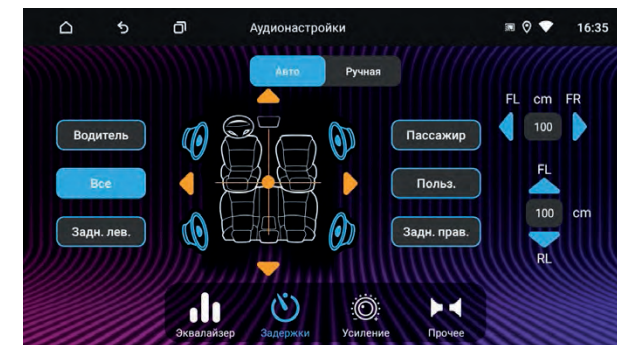 Аудионастройки
16:35
Авто
Ручная
FL cm FR
Водитель
Пассажир
100
FL
Все
Польз.
100 cm
Задн. лев.
Задн. прав.
RL
Эквалайзер
Задержки
Усиление
Прочее